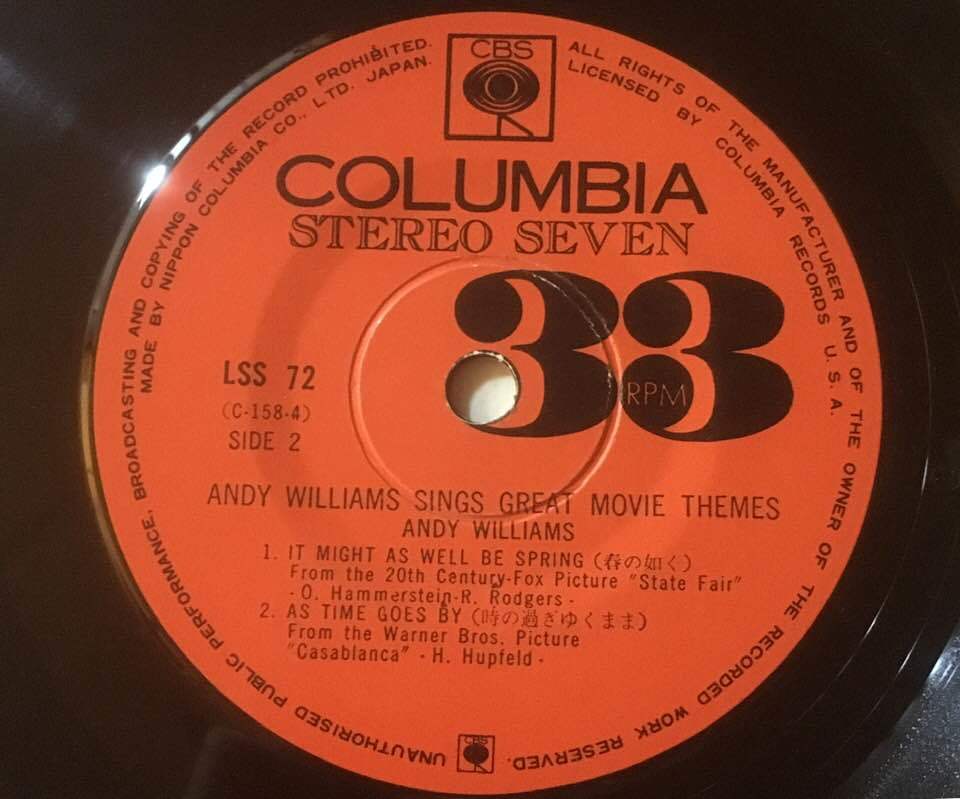 CBS
COLUMBIA
STEREO SEVEN
33
RPM
LSS 72
(C-158-4)
SIDE 2
ANDY WILLIAMS SINGS GREAT MOVIE THEMES
ANDY WILLIAMS
1. IT MIGHT AS WELL BE SPRING (春の如く)
From the 20th Century-Fox Picture "State Fair"
- O. Hammerstein-R. Rodgers -
2. AS TIME GOES BY (時の過ぎゆくまま)
From the Warner Bros. Picture
"Casablanca" - H. Hupfeld -
ALL RIGHTS OF THE MANUFACTURER AND OF THE OWNER OF THE RECORDED WORK RESERVED.
LICENSED BY COLUMBIA RECORDS U. S. A.
CBS
UNAUTHORISED PUBLIC PERFORMANCE, BROADCASTING AND COPYING OF THE RECORD PROHIBITED.
MADE BY NIPPON COLUMBIA CO., LTD. JAPAN.